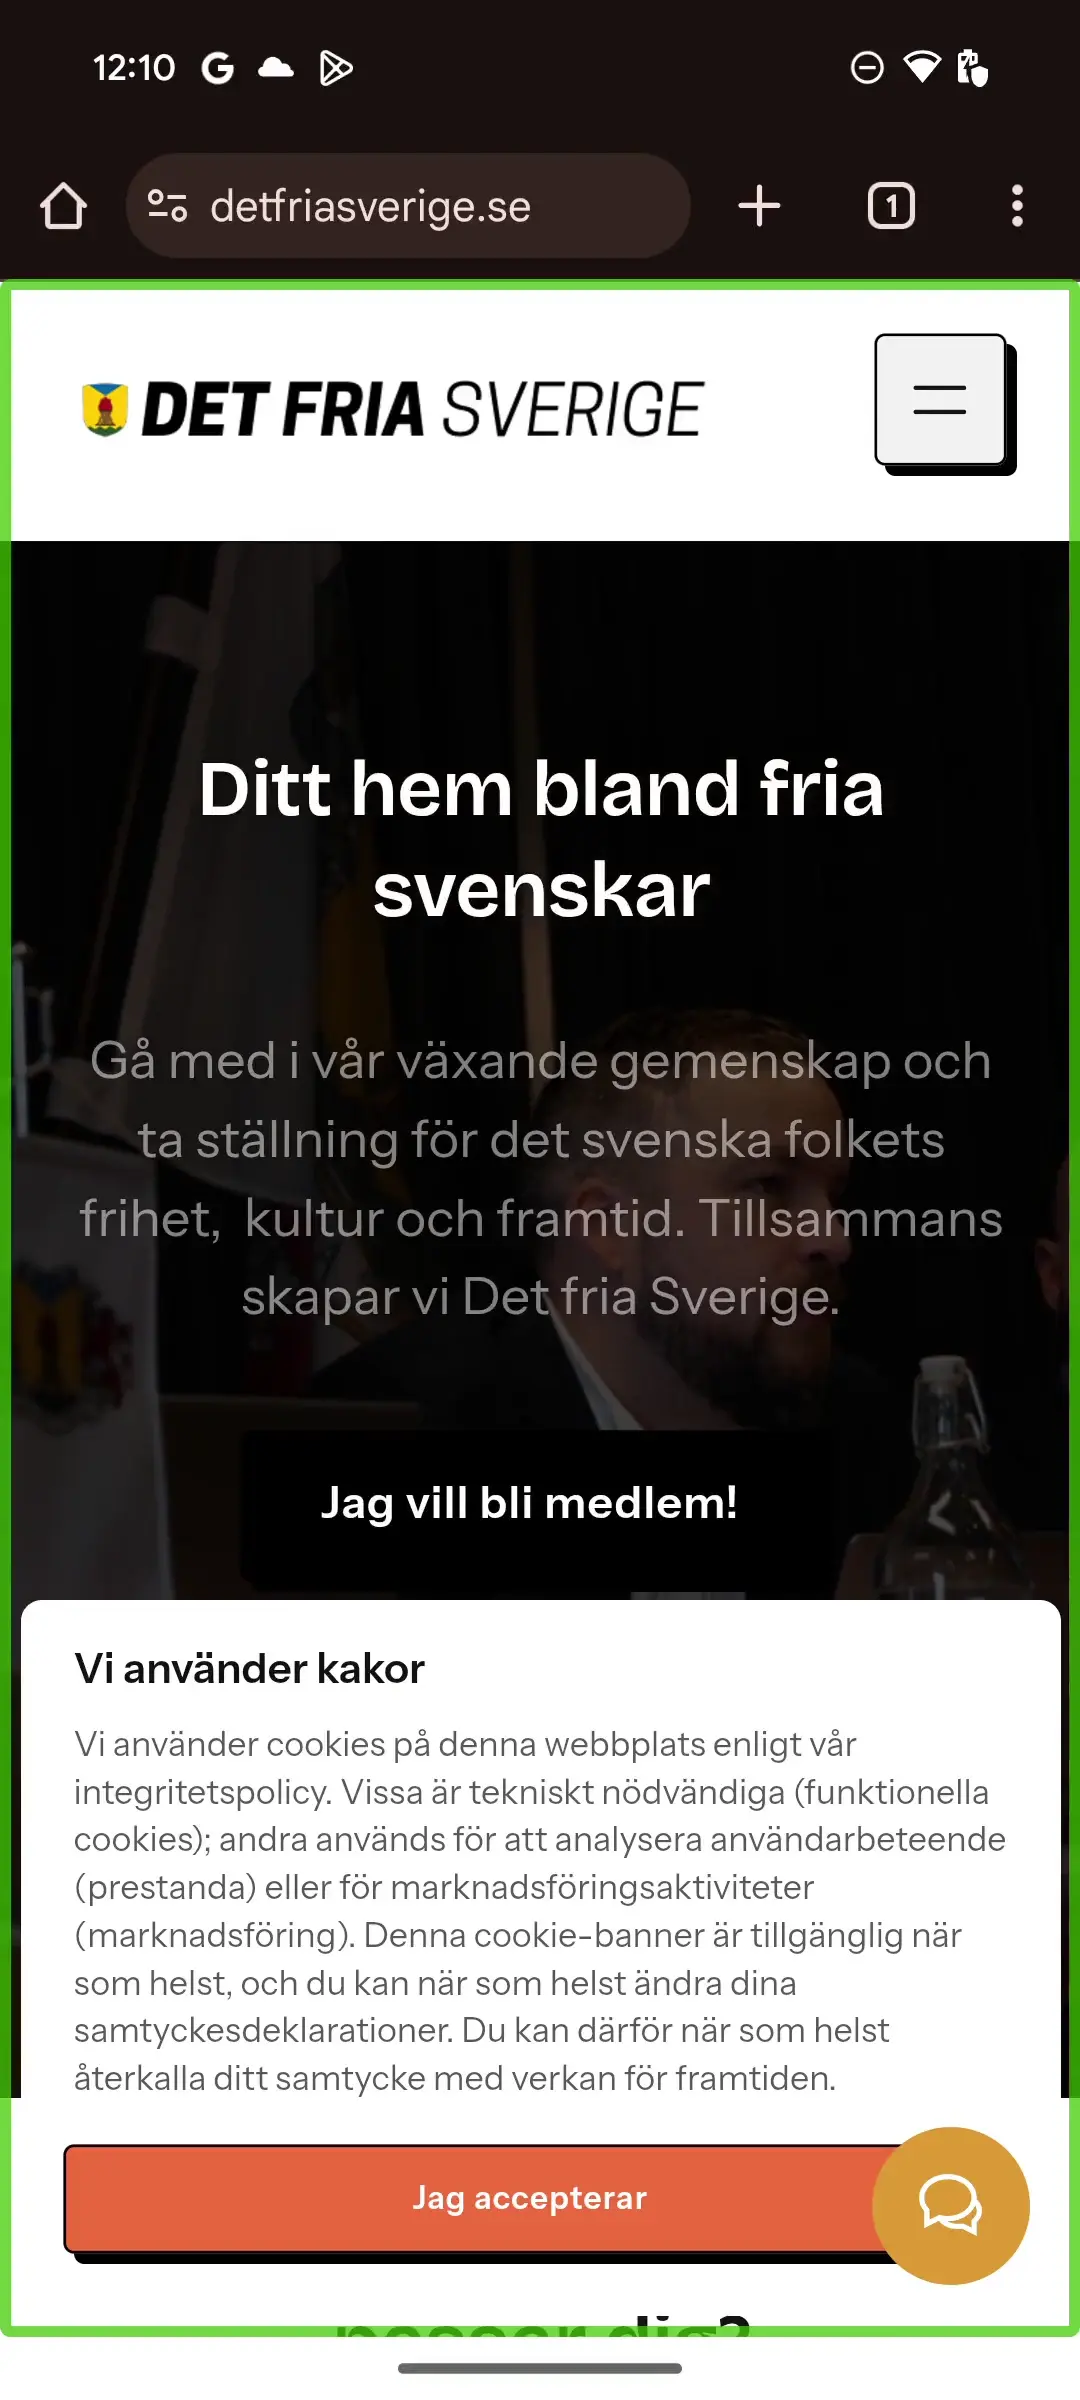 12:10
detfriasverige.se
1
DET FRIA SVERIGE
Ditt hem bland fria
svenskar
Gå med i vår växande gemenskap och
ta ställning för det svenska folkets
frihet, kultur och framtid. Tillsammans
skapar vi Det fria Sverige.
Jag vill bli medlem!
Vi använder kakor
Vi använder cookies på denna webbplats enligt vår
integritetspolicy. Vissa är tekniskt nödvändiga (funktionella
cookies); andra används för att analysera användarbeteende
(prestanda) eller för marknadsföringsaktiviteter
(marknadsföring). Denna cookie-banner är tillgänglig när
som helst, och du kan när som helst ändra dina
samtyckesdeklarationer. Du kan därför när som helst
återkalla ditt samtycke med verkan för framtiden.
Jag accepterar
passar dig?